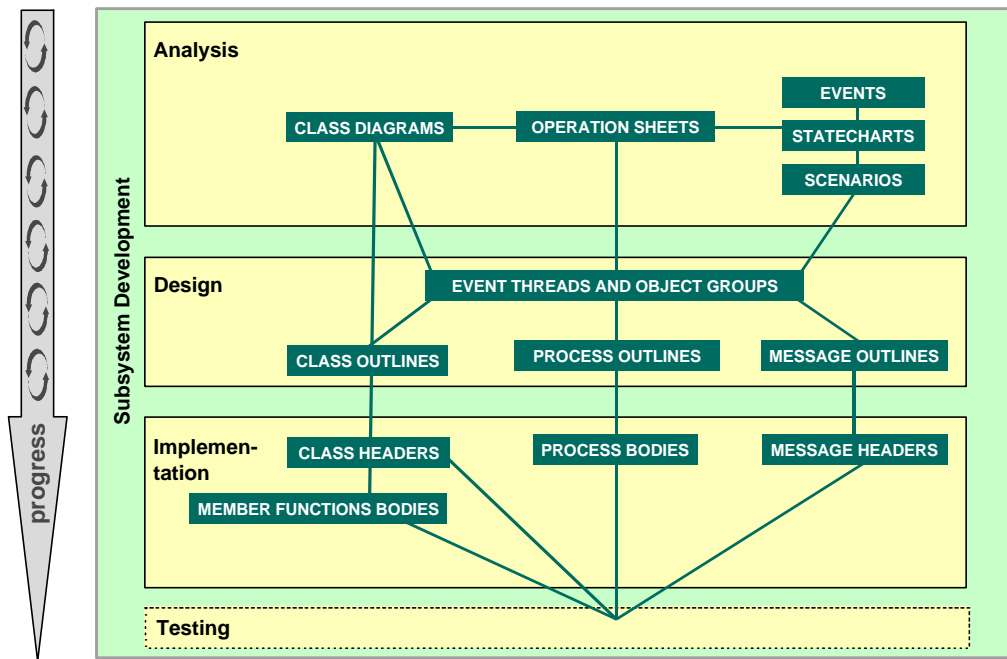 Analysis
EVENTS
CLASS DIAGRAMS
OPERATION SHEETS
STATECHARTS
SCENARIOS
Subsystem Development
Design
EVENT THREADS AND OBJECT GROUPS
CLASS OUTLINES
PROCESS OUTLINES
MESSAGE OUTLINES
progress
Implemen-
tation
CLASS HEADERS
PROCESS BODIES
MESSAGE HEADERS
MEMBER FUNCTIONS BODIES
Testing